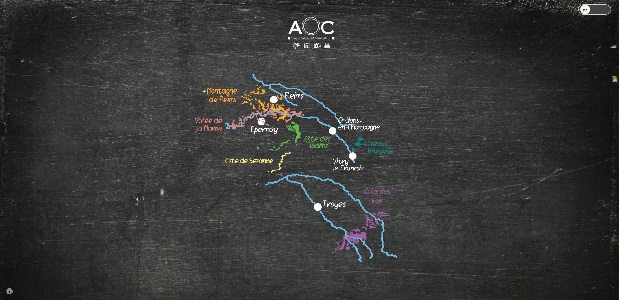 AOC
Montagne
de Reims
Reims
Vallée de
la Marne
Epernay
Châlons
-en-Champagne
Côte des
Blancs
Côte de Sézanne
Vitry
-le-François
Troyes
Côte des
Bar